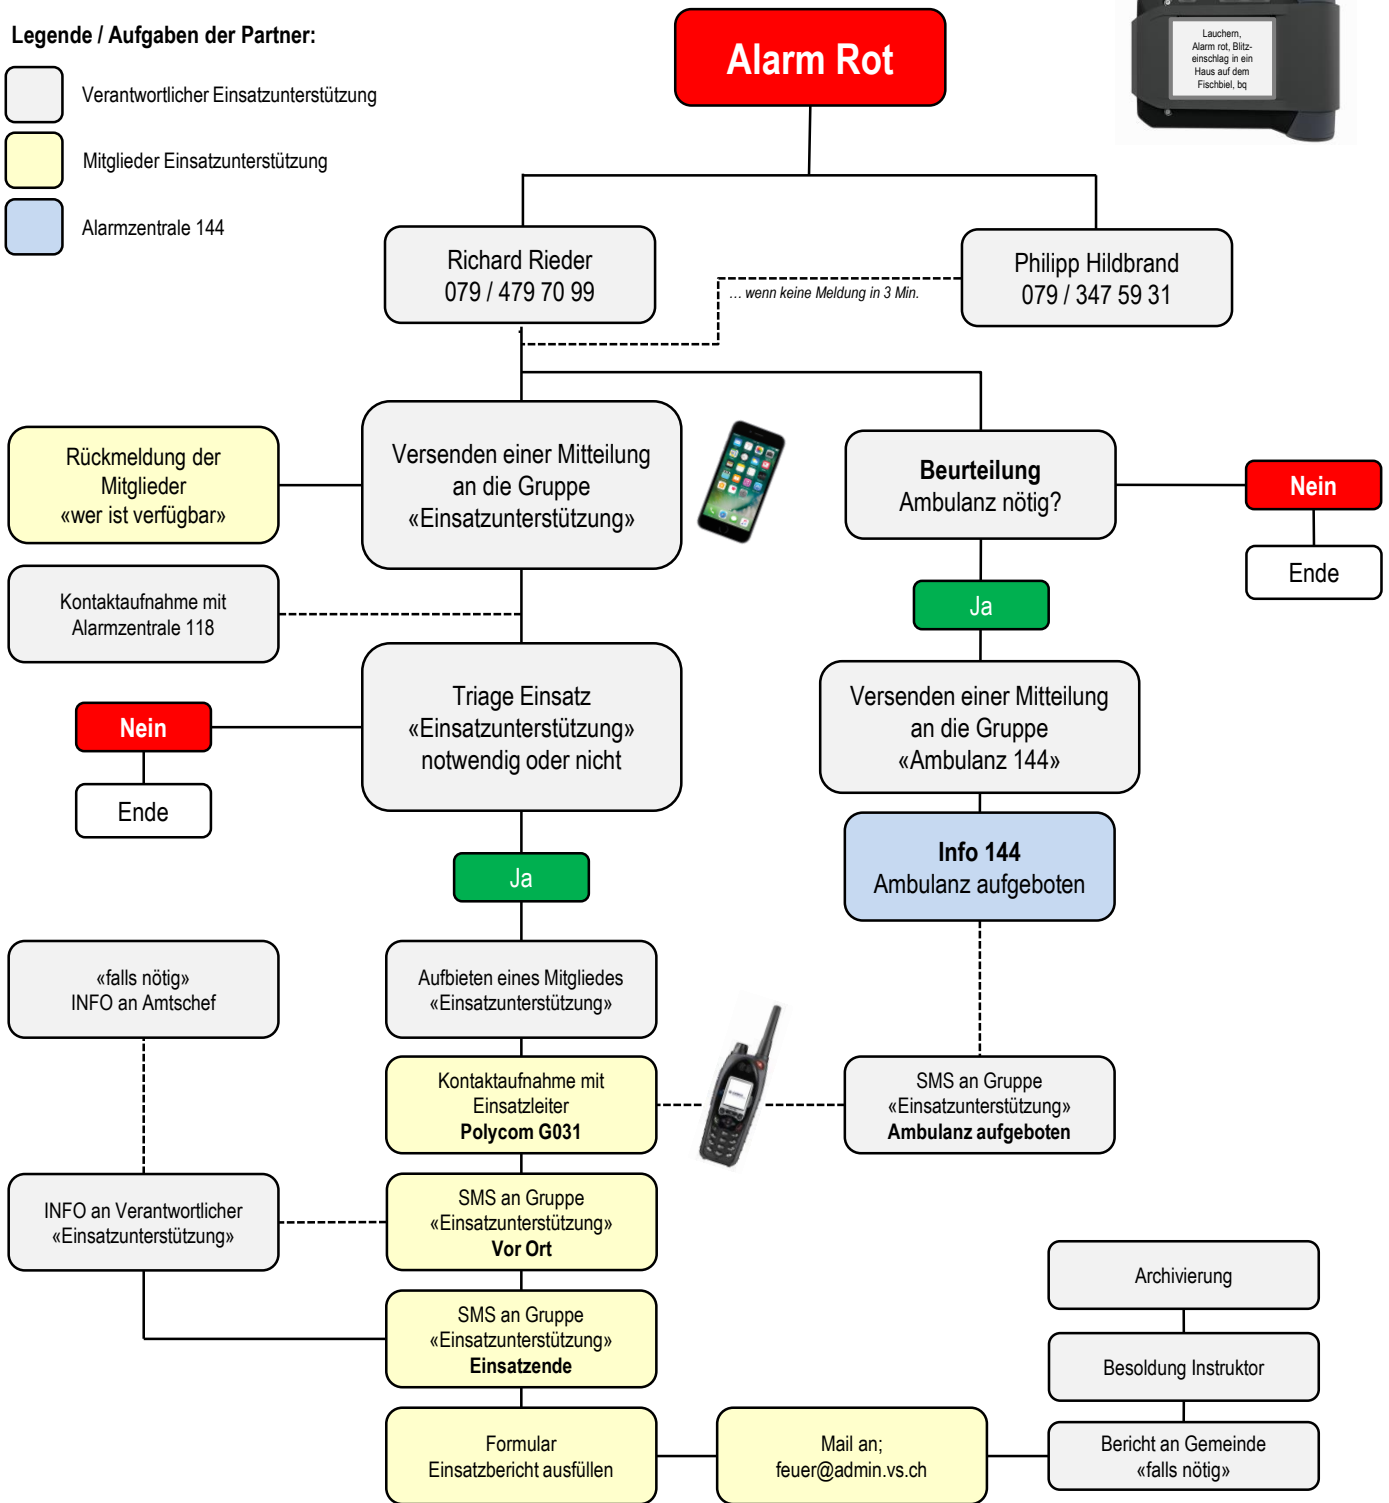 Legende / Aufgaben der Partner:
Verantwortlicher Einsatzunterstützung
Mitglieder Einsatzunterstützung
Alarmzentrale 144
Alarm Rot
Lauchern,
Alarm rot, Blitz-
einschlag in ein
Haus auf dem
Fischbiel, bq
Richard Rieder
079 / 479 70 99
… wenn keine Meldung in 3 Min.
Philipp Hildbrand
079 / 347 59 31
Rückmeldung der
Mitglieder
«wer ist verfügbar»
Versenden einer Mitteilung
an die Gruppe
«Einsatzunterstützung»
Beurteilung
Ambulanz nötig?
Nein
Ende
Kontaktaufnahme mit
Alarmzentrale 118
Ja
Triage Einsatz
«Einsatzunterstützung»
notwendig oder nicht
Nein
Ende
Versenden einer Mitteilung
an die Gruppe
«Ambulanz 144»
Ja
Info 144
Ambulanz aufgeboten
«falls nötig»
INFO an Amtschef
Aufbieten eines Mitgliedes
«Einsatzunterstützung»
Kontaktaufnahme mit
Einsatzleiter
Polycom G031
SMS an Gruppe
«Einsatzunterstützung»
Ambulanz aufgeboten
INFO an Verantwortlicher
«Einsatzunterstützung»
SMS an Gruppe
«Einsatzunterstützung»
Vor Ort
SMS an Gruppe
«Einsatzunterstützung»
Einsatzende
Archivierung
Besoldung Instruktor
Formular
Einsatzbericht ausfüllen
Mail an;
feuer@admin.vs.ch
Bericht an Gemeinde
«falls nötig»